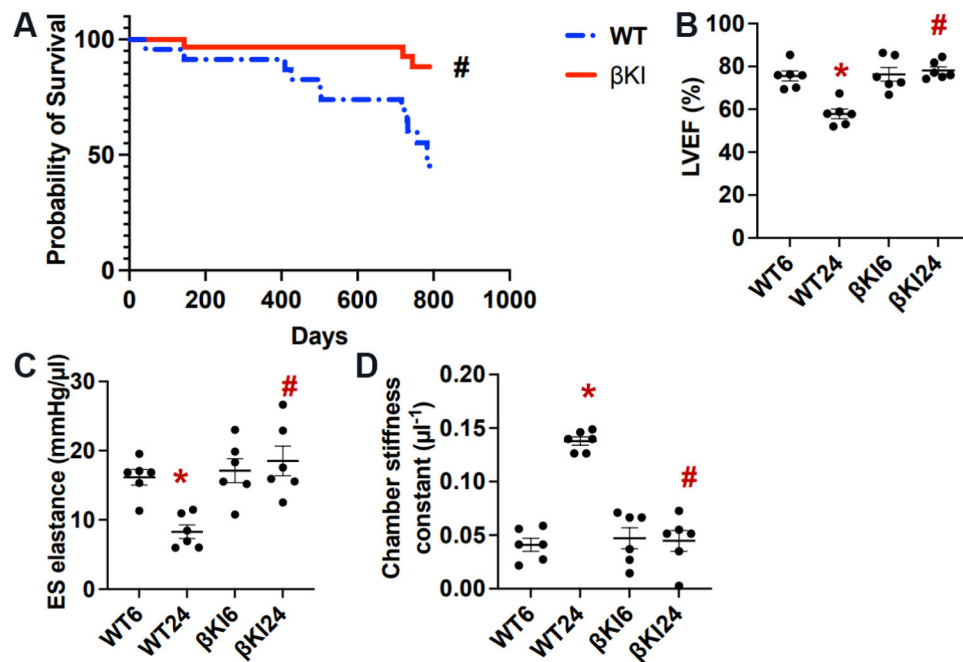 A
Probability of Survival
100
50
0
0 200 400 600 800 1000
Days
WT
βKI
#
B
LVEF (%)
100
80
60
40
20
0
*
#
WT6 WT24 βKI6 βKI24
C
ES elastance (mmHg/µl)
30
20
10
0
*
#
WT6 WT24 βKI6 βKI24
D
Chamber stiffness
constant (µl-1)
0.20
0.15
0.10
0.05
0.00
*
#
WT6 WT24 βKI6 βKI24